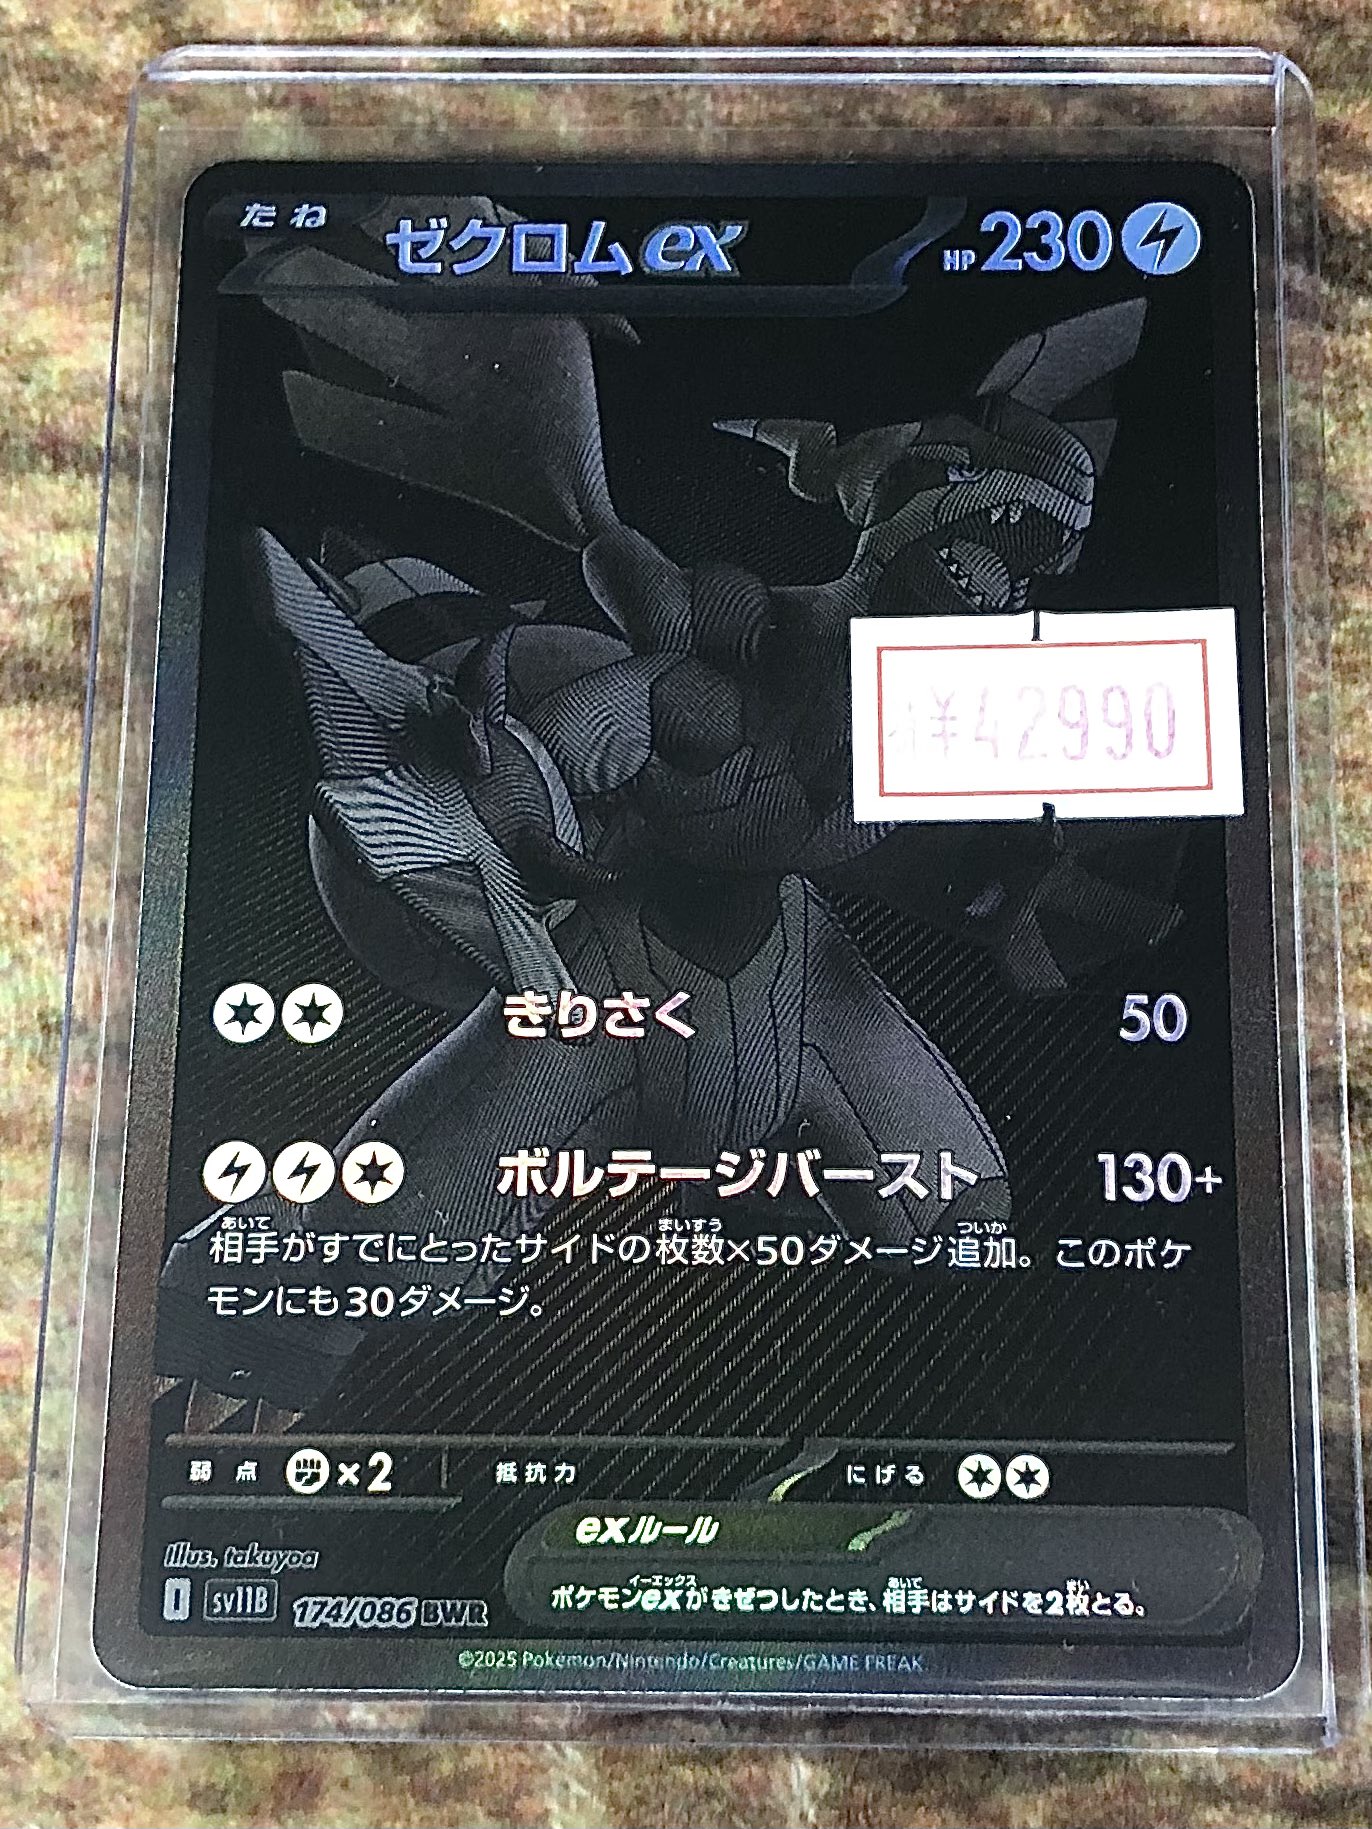 たね ゼクロムex HP230
¥42990
きりさく 50
ボルテージバースト 130+
相手がすでにとったサイドの枚数×50ダメージ追加。このポケ
モンにも30ダメージ。
弱点 ×2 抵抗力 にげる
exルール
ポケモンexがきぜつしたとき、相手はサイドを2枚とる。
Illus. takuyoa
I sv11B 174/086 BWR
©2025 Pokémon/Nintendo/Creatures/GAME FREAK